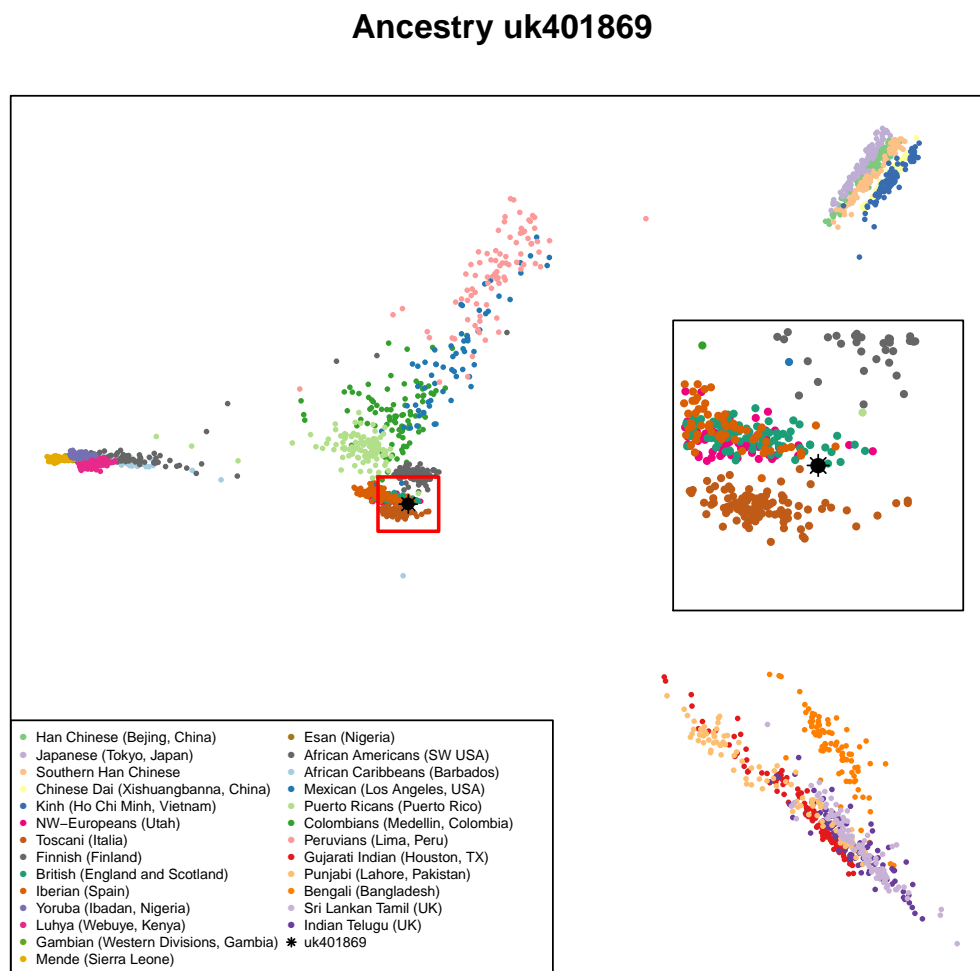 Ancestry uk401869
Han Chinese (Bejing, China)
Japanese (Tokyo, Japan)
Southern Han Chinese
Chinese Dai (Xishuangbanna, China)
Kinh (Ho Chi Minh, Vietnam)
NW−Europeans (Utah)
Toscani (Italia)
Finnish (Finland)
British (England and Scotland)
Iberian (Spain)
Yoruba (Ibadan, Nigeria)
Luhya (Webuye, Kenya)
Gambian (Western Divisions, Gambia)
Mende (Sierra Leone)
Esan (Nigeria)
African Americans (SW USA)
African Caribbeans (Barbados)
Mexican (Los Angeles, USA)
Puerto Ricans (Puerto Rico)
Colombians (Medellin, Colombia)
Peruvians (Lima, Peru)
Gujarati Indian (Houston, TX)
Punjabi (Lahore, Pakistan)
Bengali (Bangladesh)
Sri Lankan Tamil (UK)
Indian Telugu (UK)
uk401869